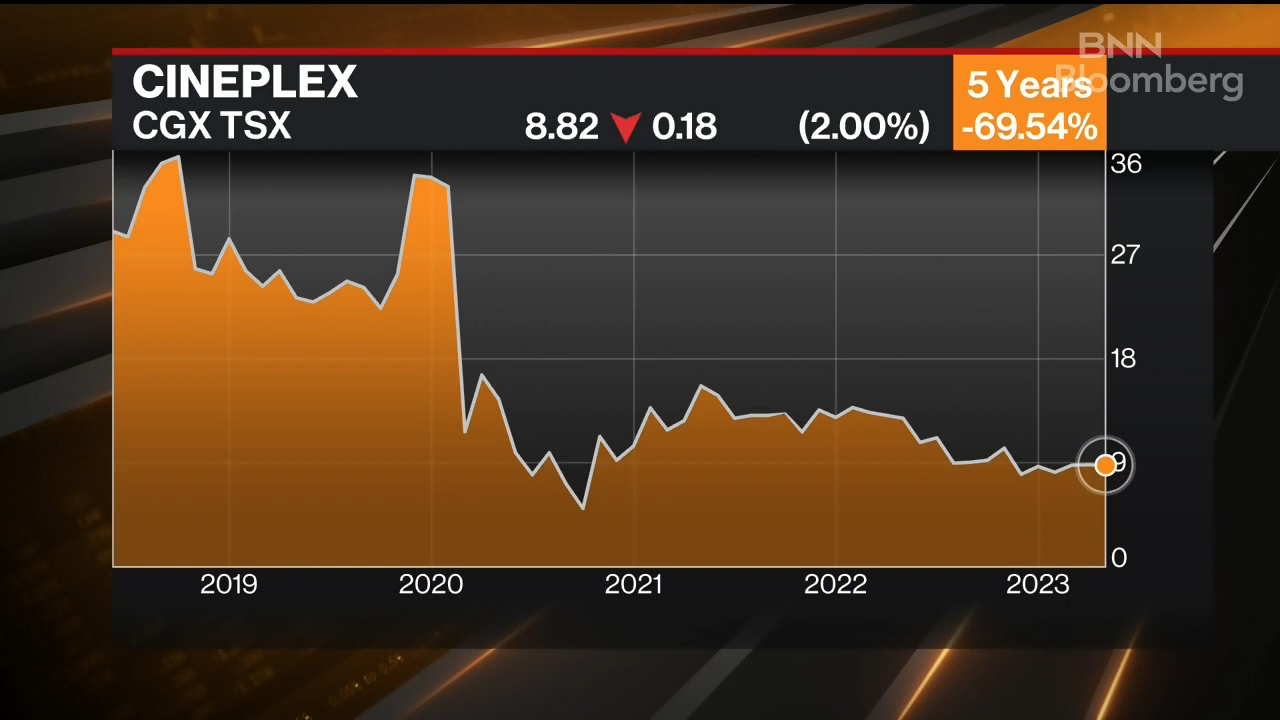 BNN
Bloomberg
CINEPLEX
CGX TSX
8.82 0.18 (2.00%)
5 Years
-69.54%
36
27
18
9
0
2019 2020 2021 2022 2023